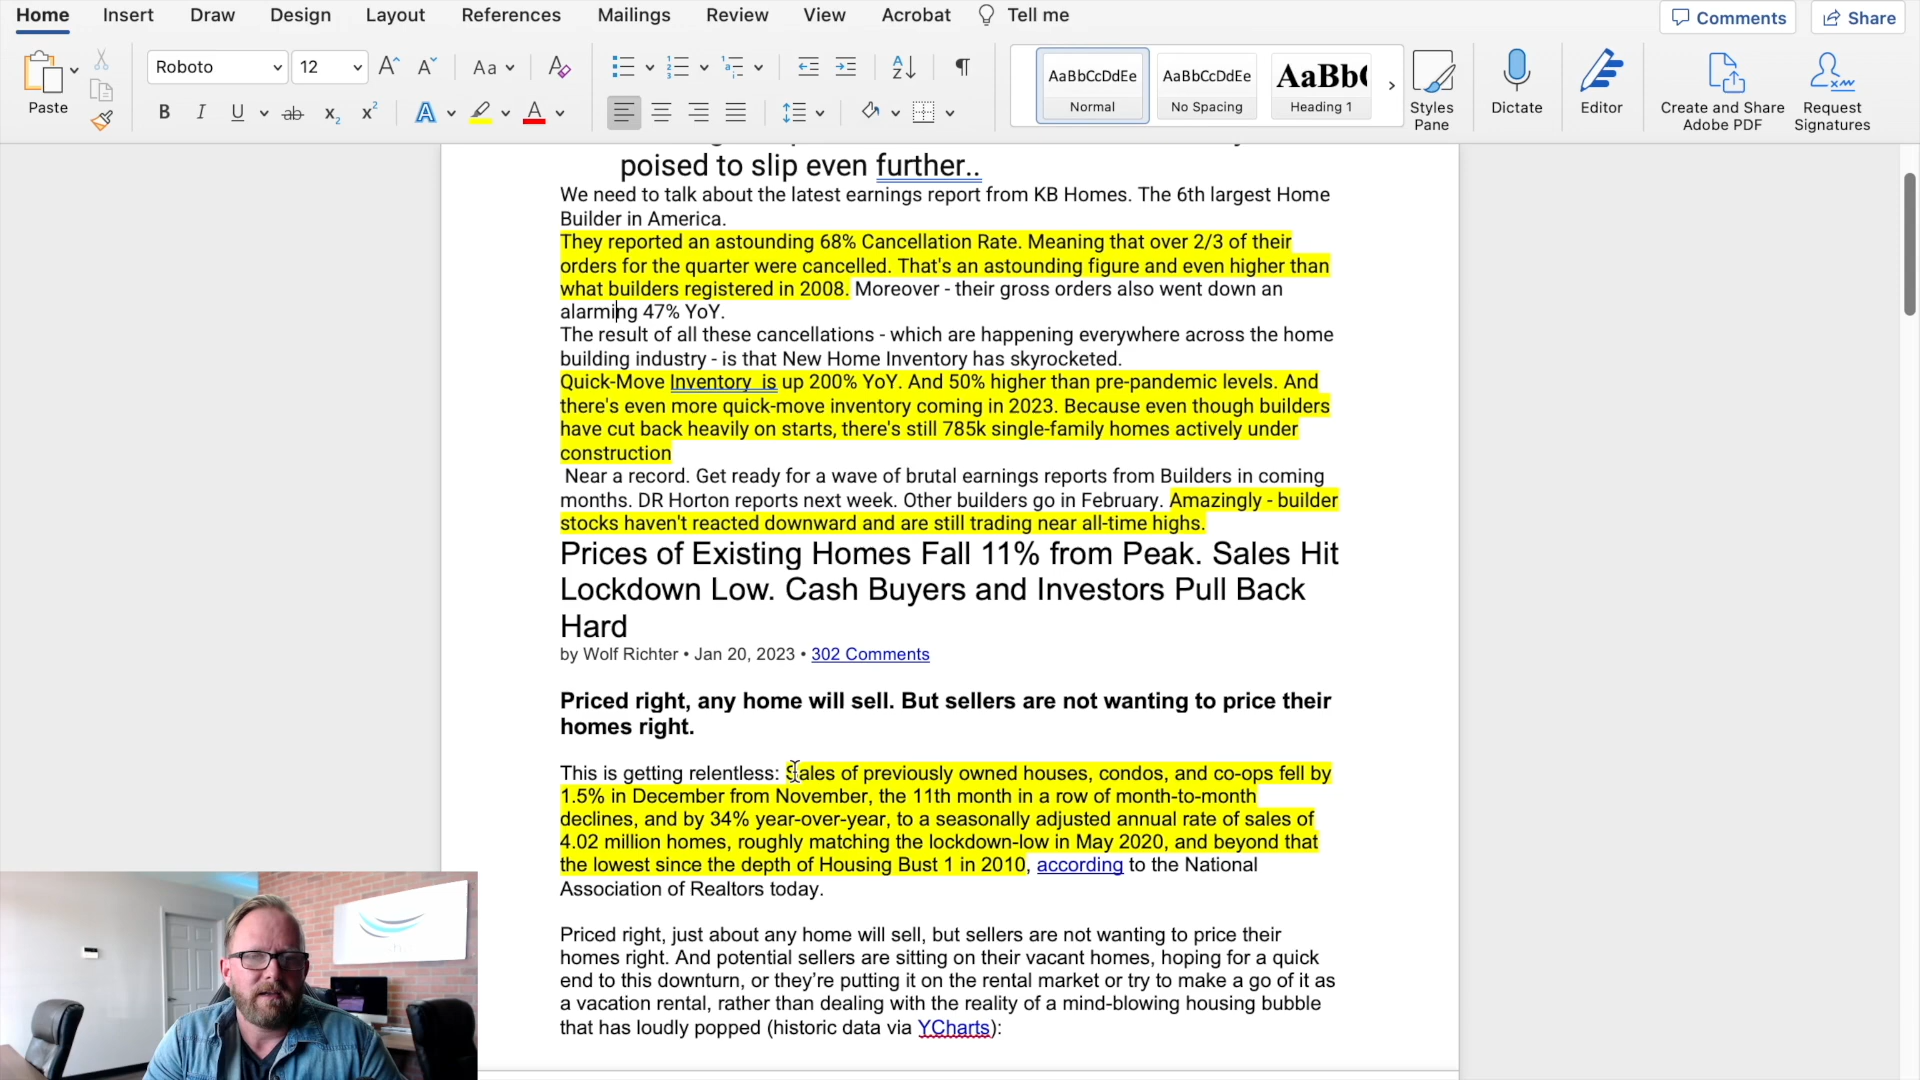 Home Insert Draw Design Layout References Mailings Review View Acrobat Tell me Comments Share
Roboto 12 Aa
Paste
B I U ab x₂ x² A A
AaBbCcDdEe AaBbCcDdEe AaBb(
Normal No Spacing Heading 1
Styles Pane
Dictate
Editor
Create and Share Adobe PDF
Request Signatures
poised to slip even further..
We need to talk about the latest earnings report from KB Homes. The 6th largest Home
Builder in America.
They reported an astounding 68% Cancellation Rate. Meaning that over 2/3 of their
orders for the quarter were cancelled. That's an astounding figure and even higher than
what builders registered in 2008. Moreover - their gross orders also went down an
alarming 47% YoY.
The result of all these cancellations - which are happening everywhere across the home
building industry - is that New Home Inventory has skyrocketed.
Quick-Move Inventory is up 200% YoY. And 50% higher than pre-pandemic levels. And
there's even more quick-move inventory coming in 2023. Because even though builders
have cut back heavily on starts, there's still 785k single-family homes actively under
construction
Near a record. Get ready for a wave of brutal earnings reports from Builders in coming
months. DR Horton reports next week. Other builders go in February. Amazingly - builder
stocks haven't reacted downward and are still trading near all-time highs.
Prices of Existing Homes Fall 11% from Peak. Sales Hit
Lockdown Low. Cash Buyers and Investors Pull Back
Hard
by Wolf Richter • Jan 20, 2023 • 302 Comments
Priced right, any home will sell. But sellers are not wanting to price their
homes right.
This is getting relentless: Sales of previously owned houses, condos, and co-ops fell by
1.5% in December from November, the 11th month in a row of month-to-month
declines, and by 34% year-over-year, to a seasonally adjusted annual rate of sales of
4.02 million homes, roughly matching the lockdown-low in May 2020, and beyond that
the lowest since the depth of Housing Bust 1 in 2010, according to the National
Association of Realtors today.
Priced right, just about any home will sell, but sellers are not wanting to price their
homes right. And potential sellers are sitting on their vacant homes, hoping for a quick
end to this downturn, or they're putting it on the rental market or try to make a go of it as
a vacation rental, rather than dealing with the reality of a mind-blowing housing bubble
that has loudly popped (historic data via YCharts):